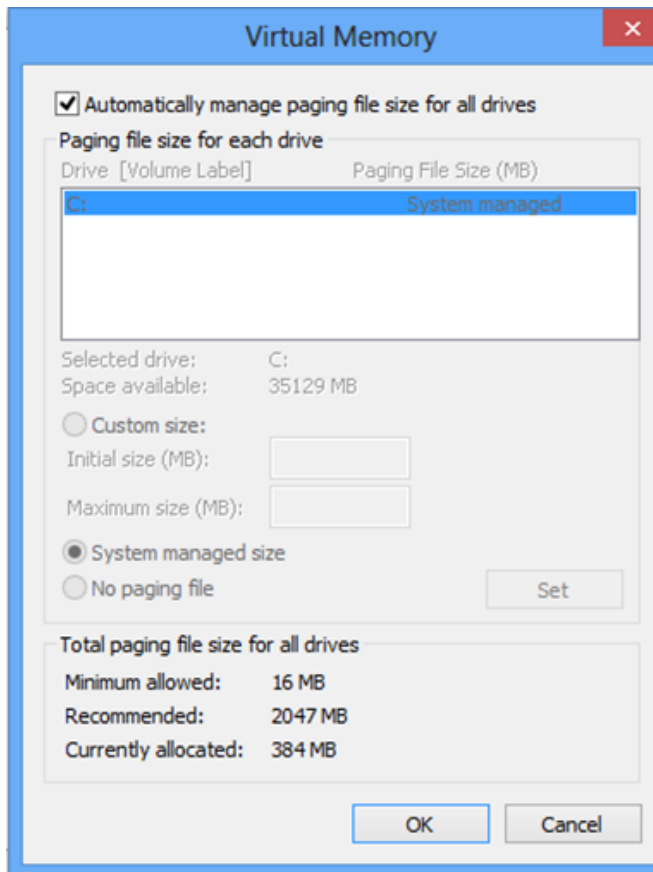 Virtual Memory
Automatically manage paging file size for all drives
Paging file size for each drive
Drive [Volume Label] Paging File Size (MB)
C: System managed
Selected drive: C:
Space available: 35129 MB
Custom size:
Initial size (MB):
Maximum size (MB):
System managed size
No paging file
Set
Total paging file size for all drives
Minimum allowed: 16 MB
Recommended: 2047 MB
Currently allocated: 384 MB
OK Cancel